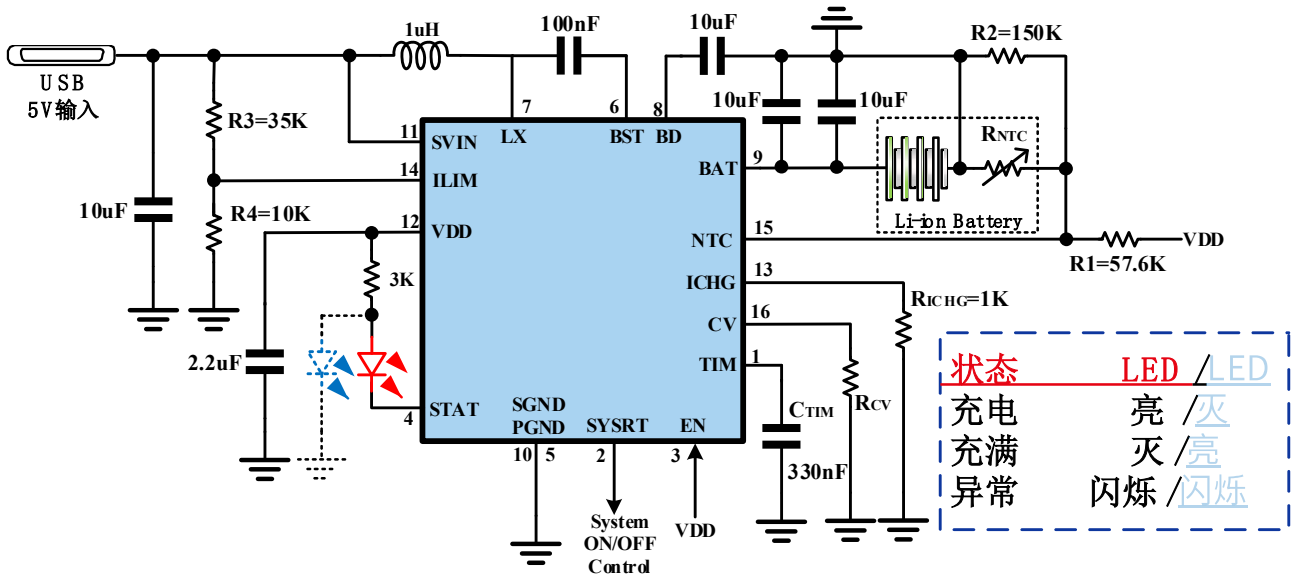 1uH
100nF
10uF
R2=150K
USB
5V输入
R3=35K
7
6
8
10uF
10uF
RNTC
11
SVIN
LX
BST
BD
14
ILIM
BAT
9
10uF
R4=10K
12
VDD
Li-ion Battery
NTC
15
VDD
R1=57.6K
3K
ICHG
13
RICHG=1K
CV
16
2.2uF
TIM
1
状态 LED /LED
充电 亮 /灭
充满 灭 /亮
异常 闪烁 /闪烁
STAT
4
SGND
PGND
SYSRT
EN
CTIM
RCV
10
5
2
3
330nF
System
ON/OFF
Control
VDD